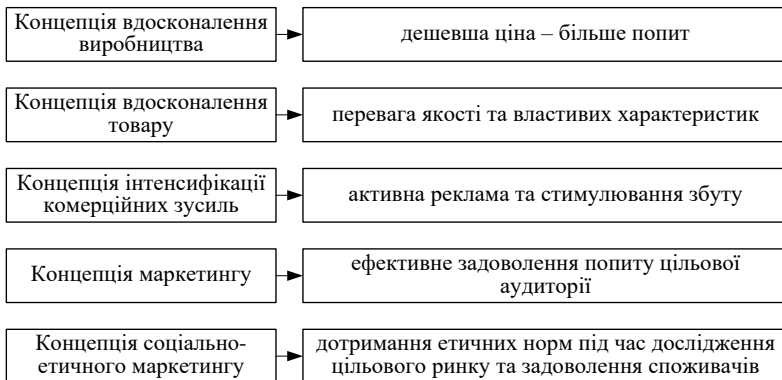 Концепція вдосконалення
виробництва
дешевша ціна – більше попит
Концепція вдосконалення
товару
перевага якості та властивих характеристик
Концепція інтенсифікації
комерційних зусиль
активна реклама та стимулювання збуту
Концепція маркетингу
ефективне задоволення попиту цільової
аудиторії
Концепція соціально-
етичного маркетингу
дотримання етичних норм під час дослідження
цільового ринку та задоволення споживачів